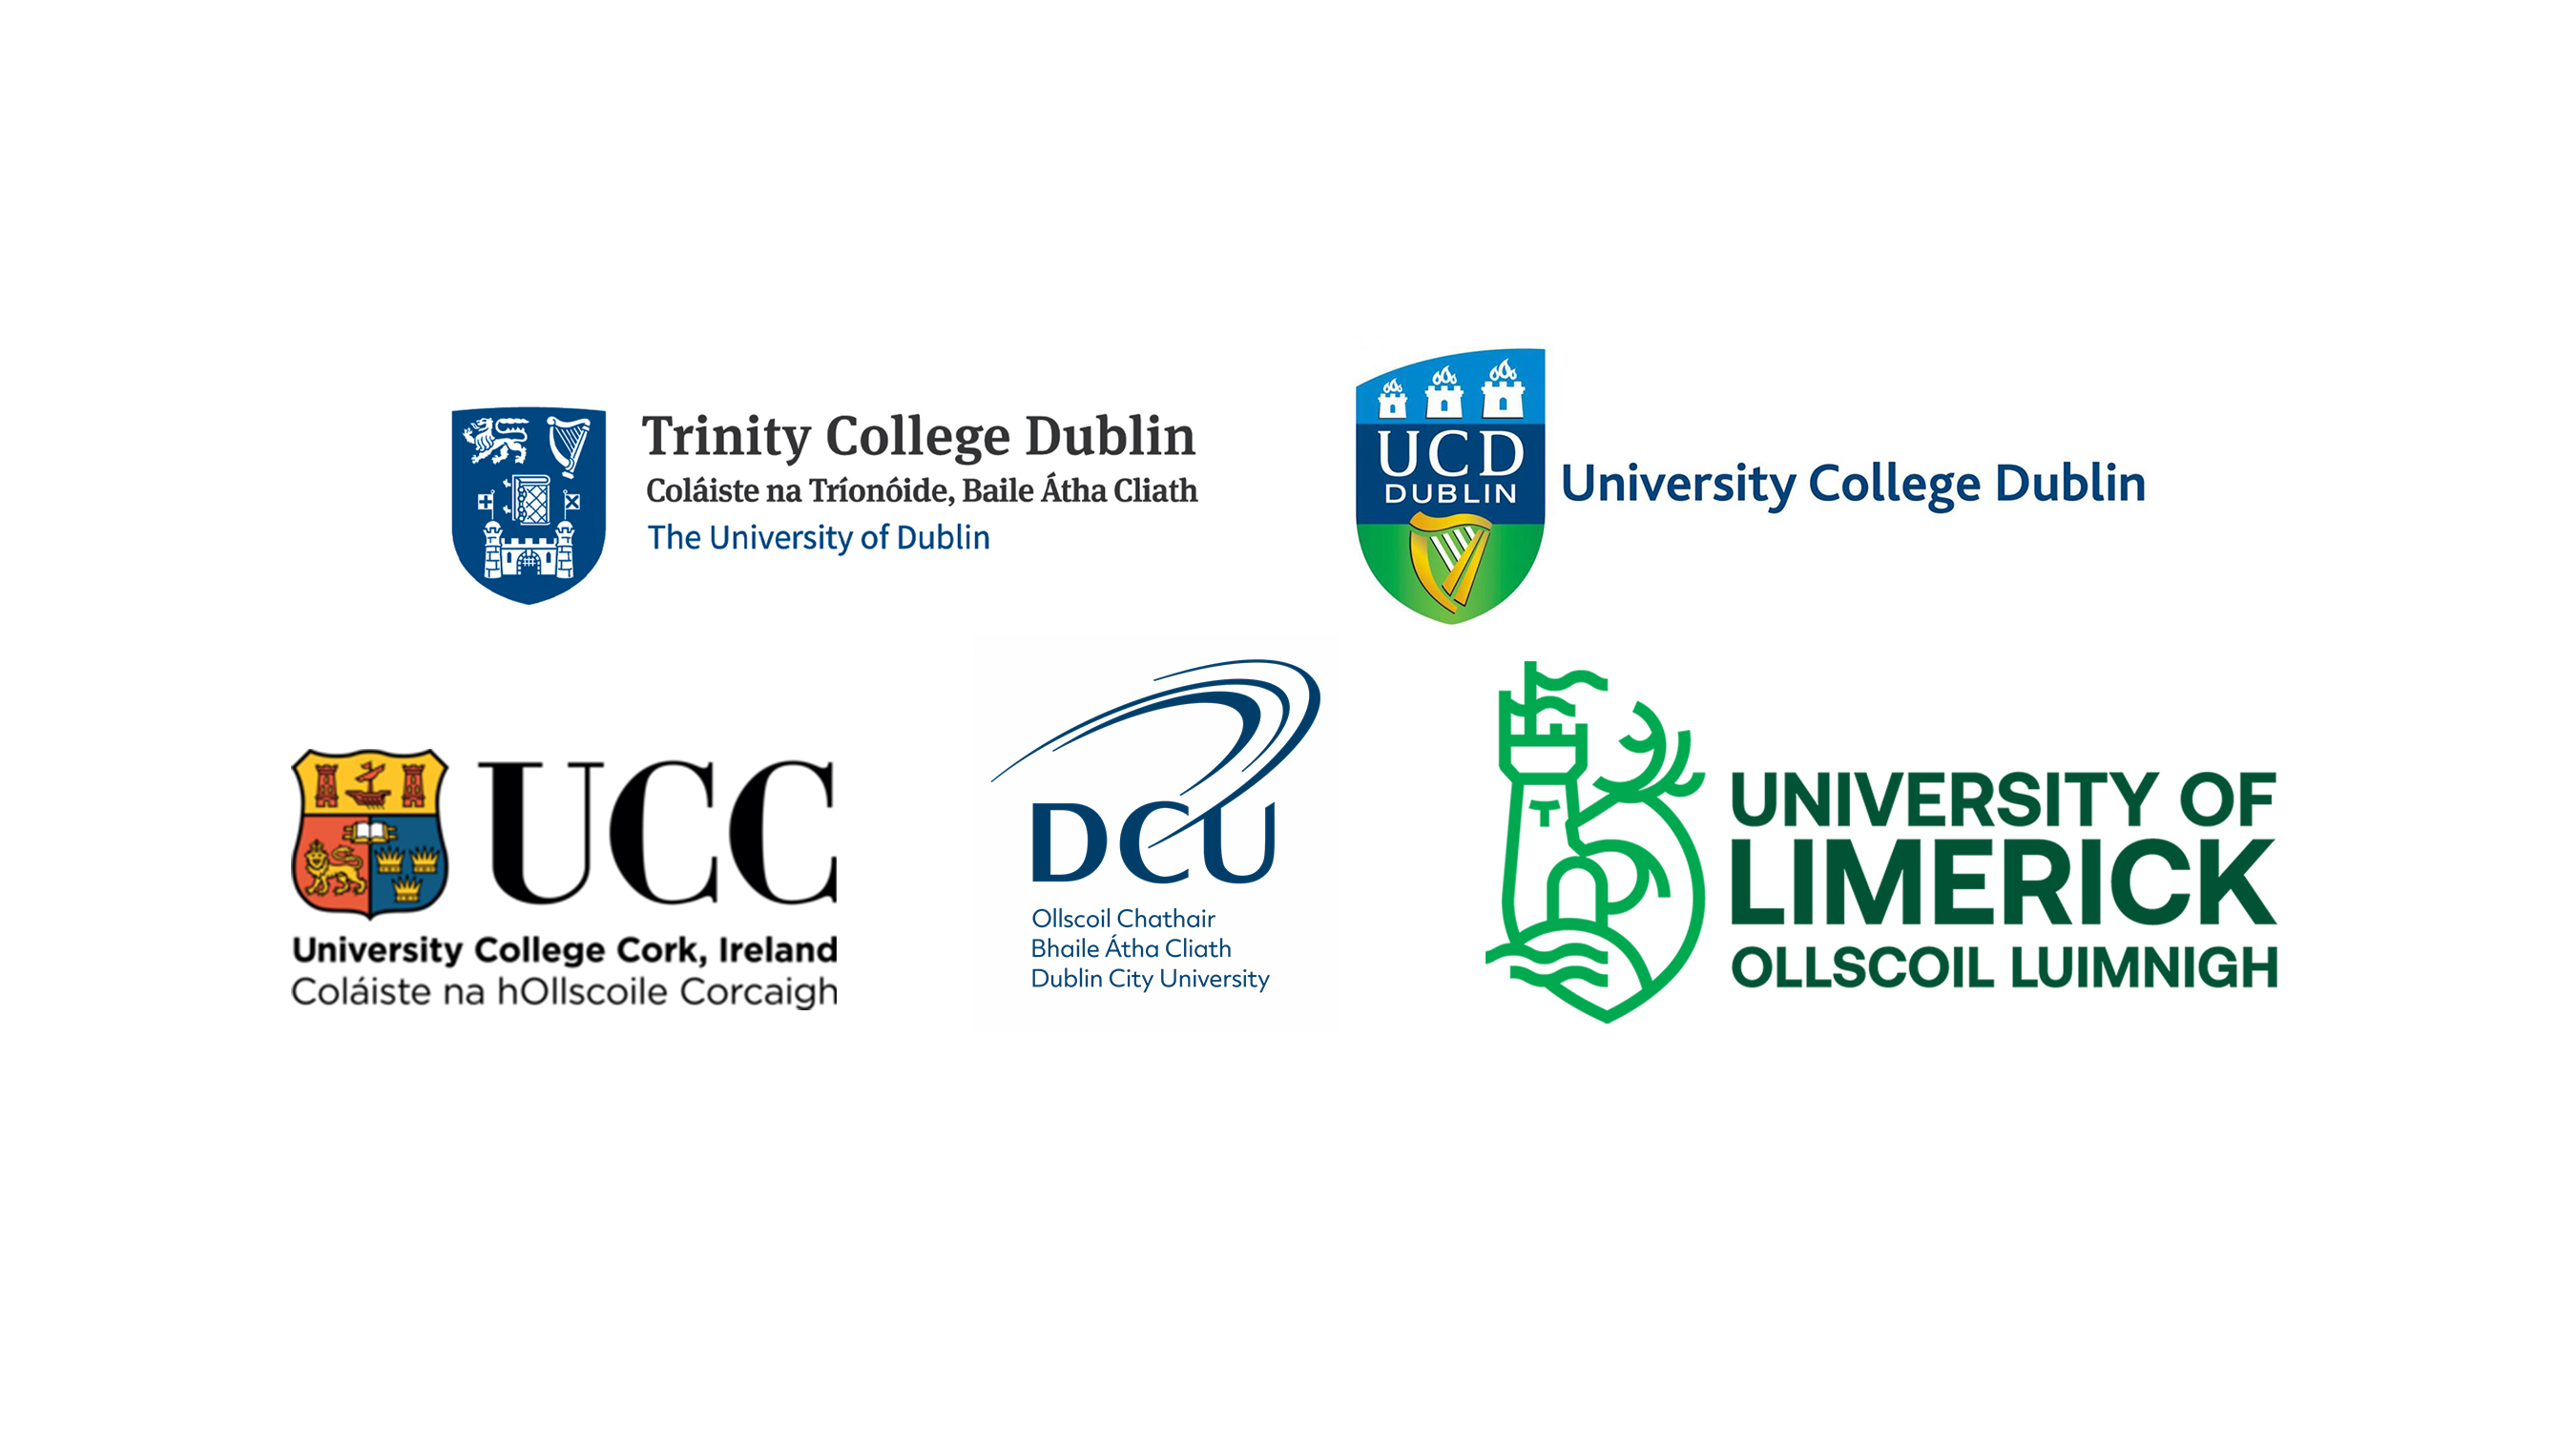 Trinity College Dublin
Coláiste na Tríonóide, Baile Átha Cliath
The University of Dublin
UCD
DUBLIN
University College Dublin
UCC
University College Cork, Ireland
Coláiste na hOllscoile Corcaigh
DCU
Ollscoil Chathair
Bhaile Átha Cliath
Dublin City University
UNIVERSITY OF
LIMERICK
OLLSCOIL LUIMNIGH